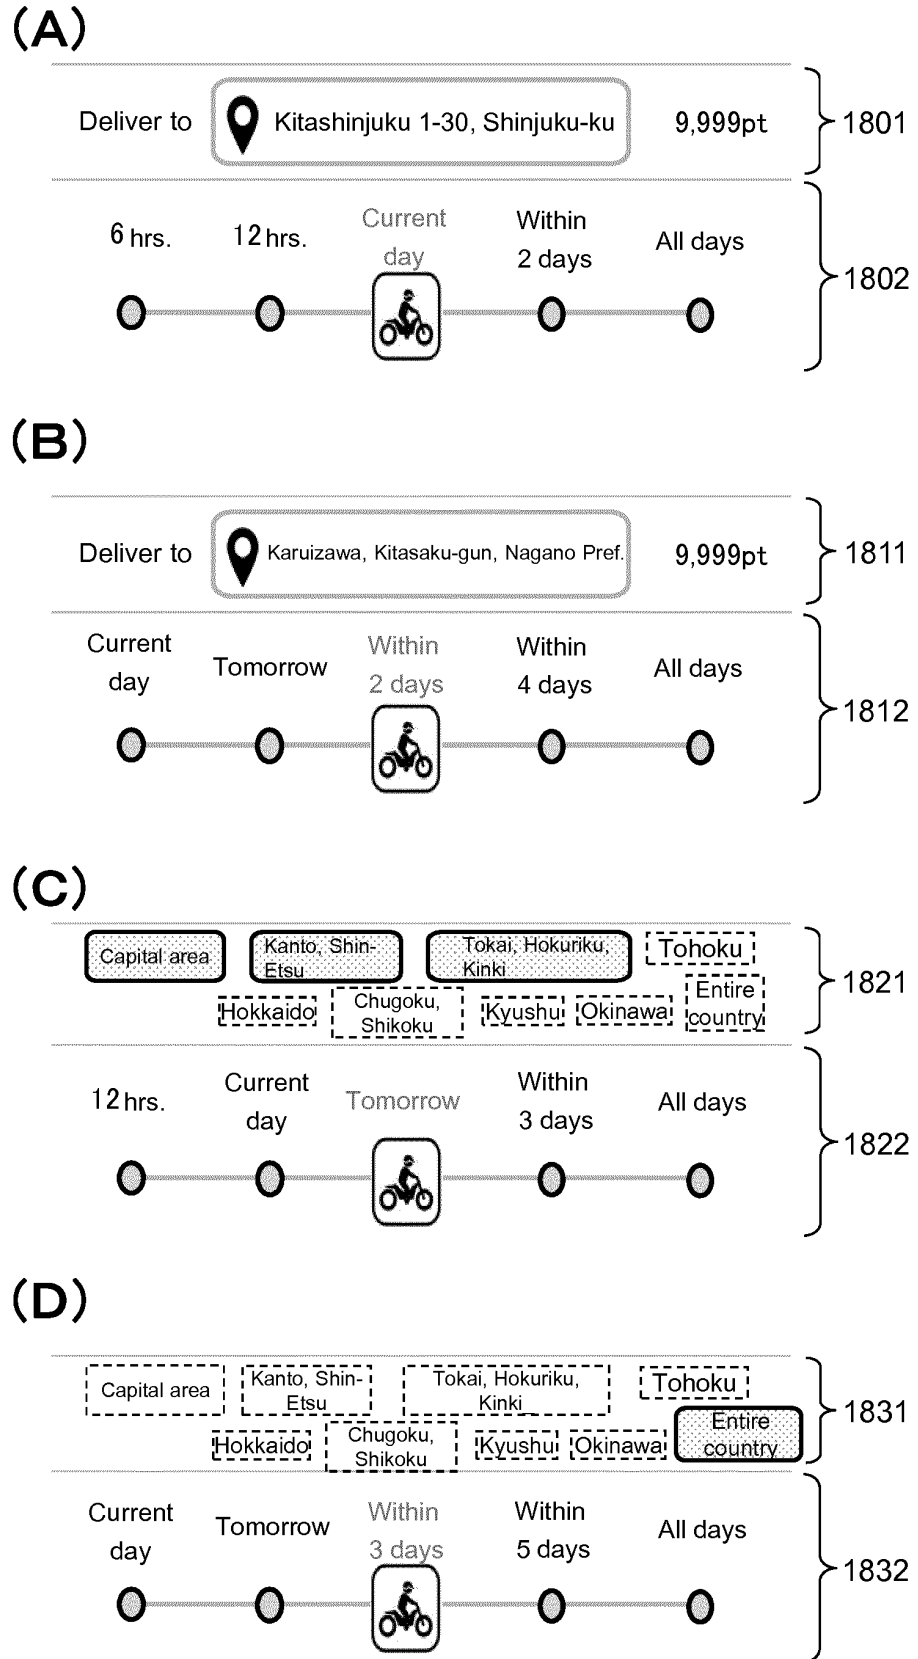 (A)
Deliver to
Kitashinjuku 1-30, Shinjuku-ku
9,999pt
1801
6 hrs.
12 hrs.
Current
day
Within
2 days
All days
1802
(B)
Deliver to
Karuizawa, Kitasaku-gun, Nagano Pref.
9,999pt
1811
Current
day
Tomorrow
Within
2 days
Within
4 days
All days
1812
(C)
Capital area
Kanto, Shin-
Etsu
Tokai, Hokuriku,
Kinki
Tohoku
Hokkaido
Chugoku,
Shikoku
Kyushu
Okinawa
Entire
country
1821
12 hrs.
Current
day
Tomorrow
Within
3 days
All days
1822
(D)
Capital area
Kanto, Shin-
Etsu
Tokai, Hokuriku,
Kinki
Tohoku
Hokkaido
Chugoku,
Shikoku
Kyushu
Okinawa
Entire
country
1831
Current
day
Tomorrow
Within
3 days
Within
5 days
All days
1832